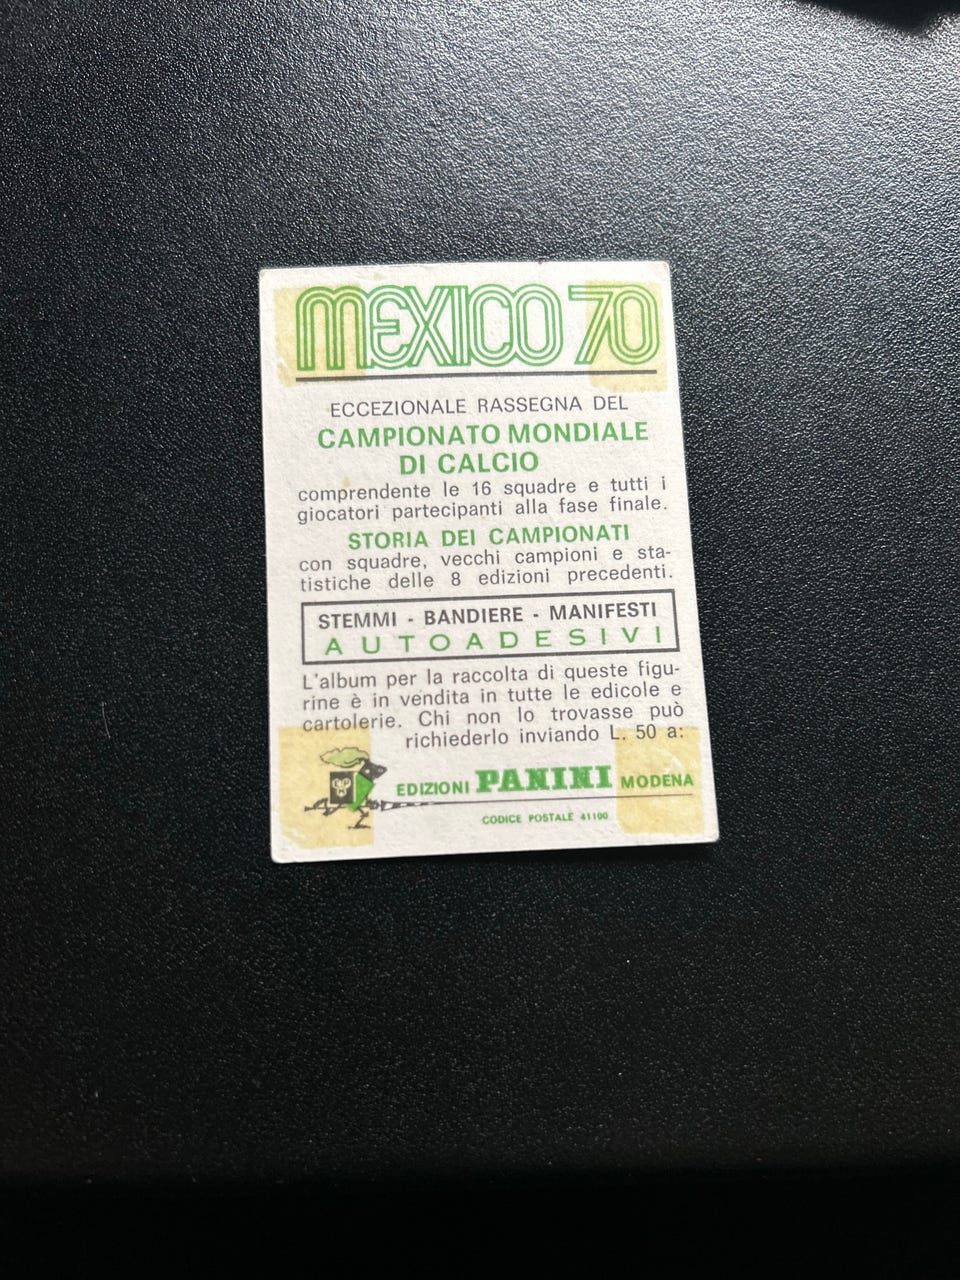 MEXICO 70
ECCEZIONALE RASSEGNA DEL
CAMPIONATO MONDIALE
DI CALCIO
comprendente le 16 squadre e tutti i
giocatori partecipanti alla fase finale.
STORIA DEI CAMPIONATI
con squadre, vecchi campioni e sta-
tistiche delle 8 edizioni precedenti.
STEMMI - BANDIERE - MANIFESTI
AUTOADESIVI
L'album per la raccolta di queste figu-
rine è in vendita in tutte le edicole e
cartolerie. Chi non lo trovasse può
richiederlo inviando L. 50 a:
EDIZIONI PANINI MODENA
CODICE POSTALE 41100